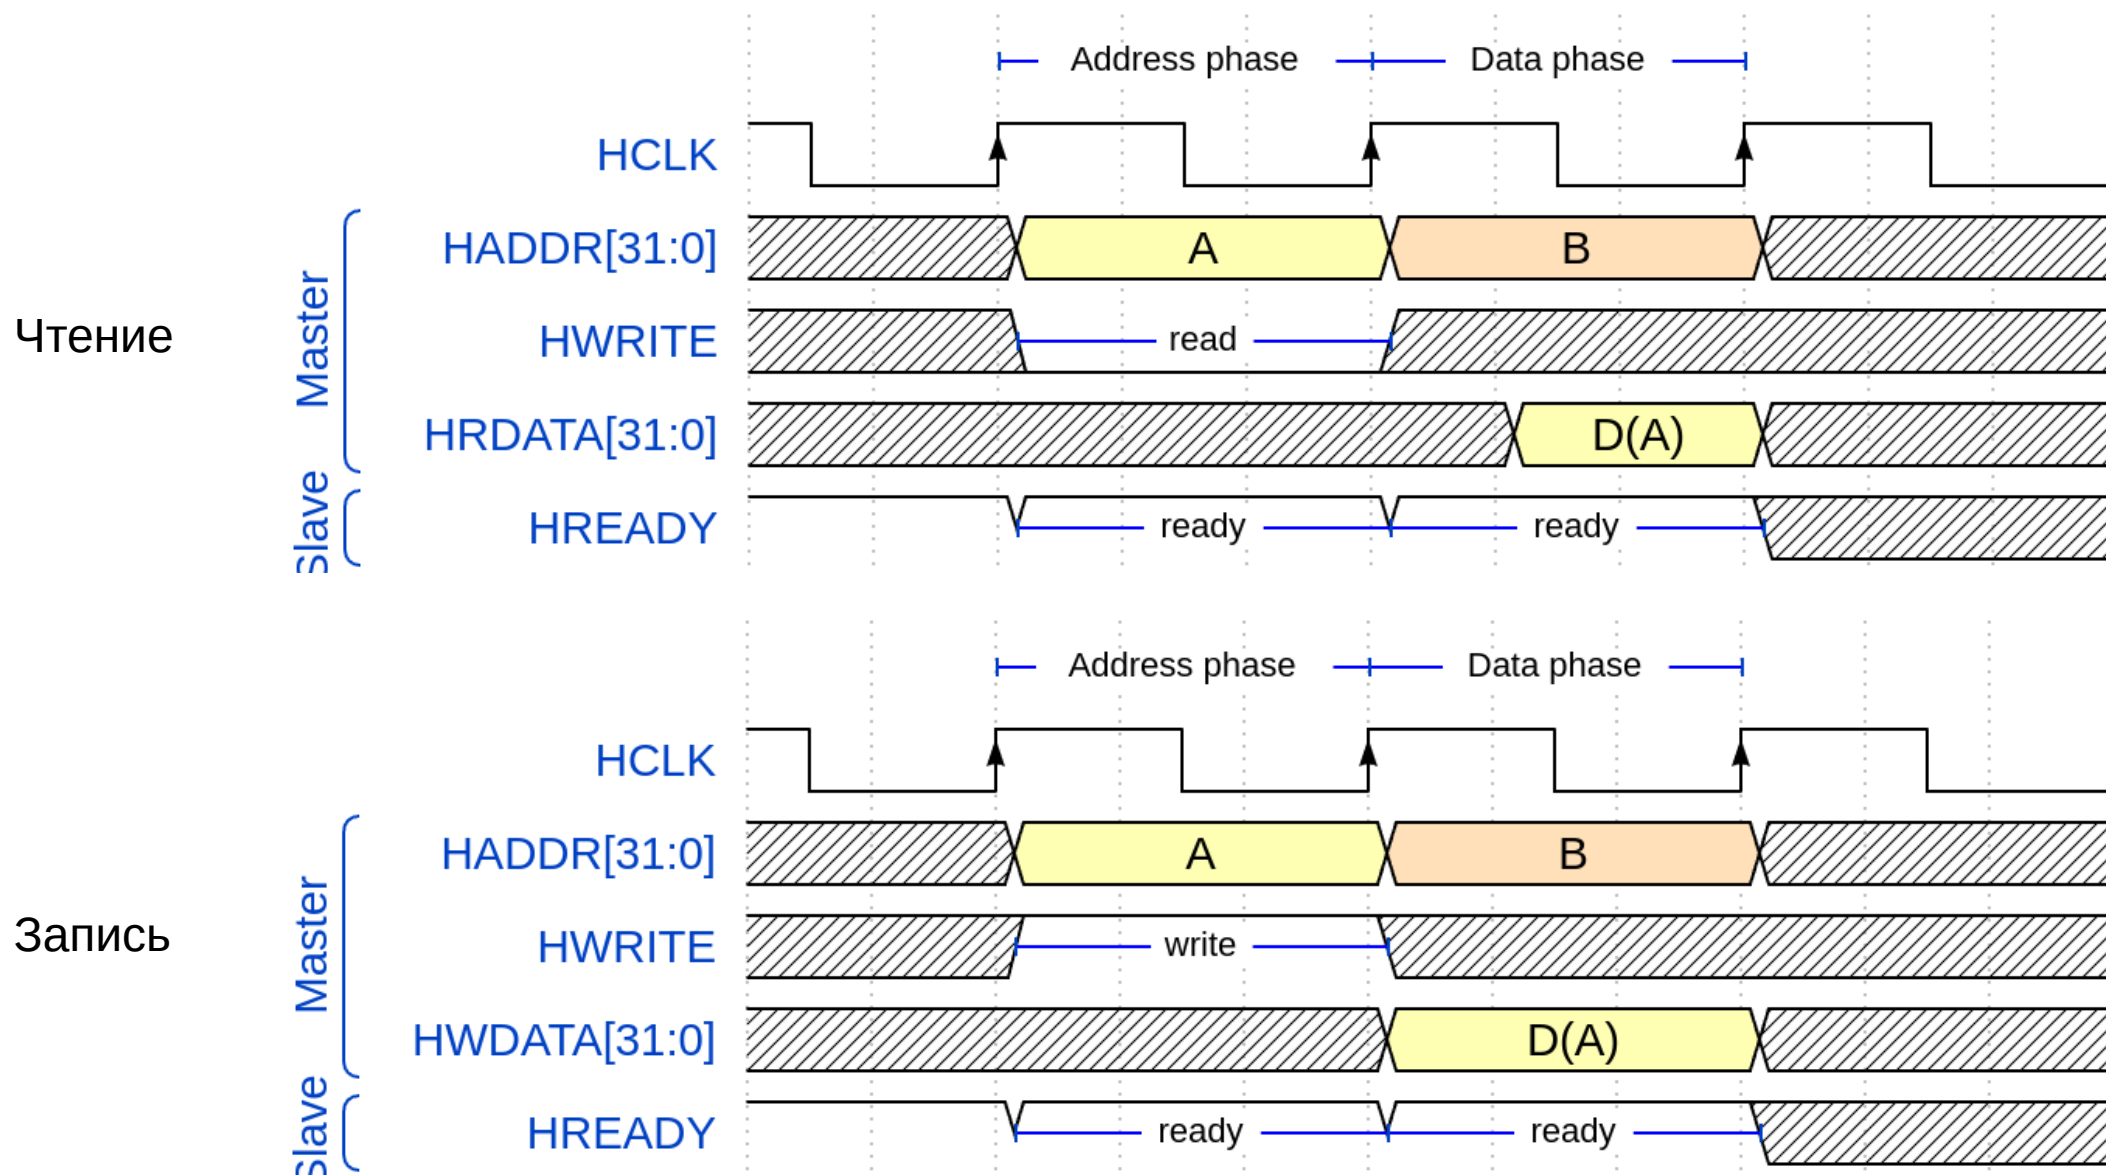 Address phase Data phase
HCLK
HADDR[31:0] A B
HWRITE read
HRDATA[31:0] D(A)
HREADY ready ready
Master
Slave
Чтение
Address phase Data phase
HCLK
HADDR[31:0] A B
HWRITE write
HWDATA[31:0] D(A)
HREADY ready ready
Master
Slave
Запись